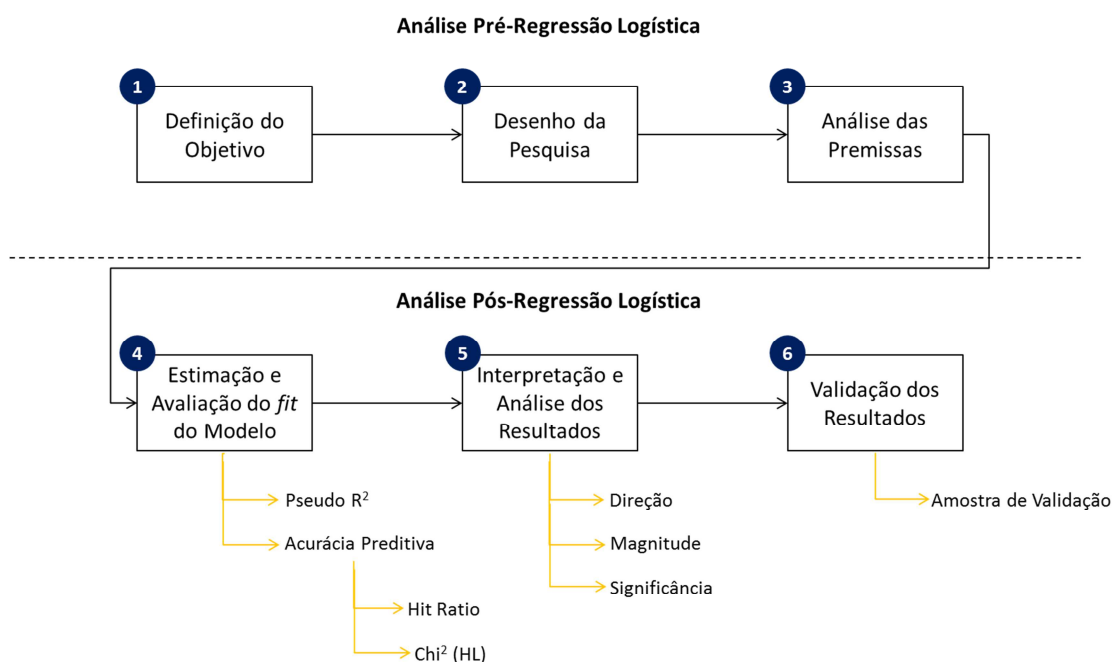 Análise Pré-Regressão Logística
1
Definição do
Objetivo
2
Desenho da
Pesquisa
3
Análise das
Premissas
Análise Pós-Regressão Logística
4
Estimação e
Avaliação do fit
do Modelo
5
Interpretação e
Análise dos
Resultados
6
Validação dos
Resultados
Pseudo R²
Acurácia Preditiva
Hit Ratio
Chi² (HL)
Direção
Magnitude
Significância
Amostra de Validação